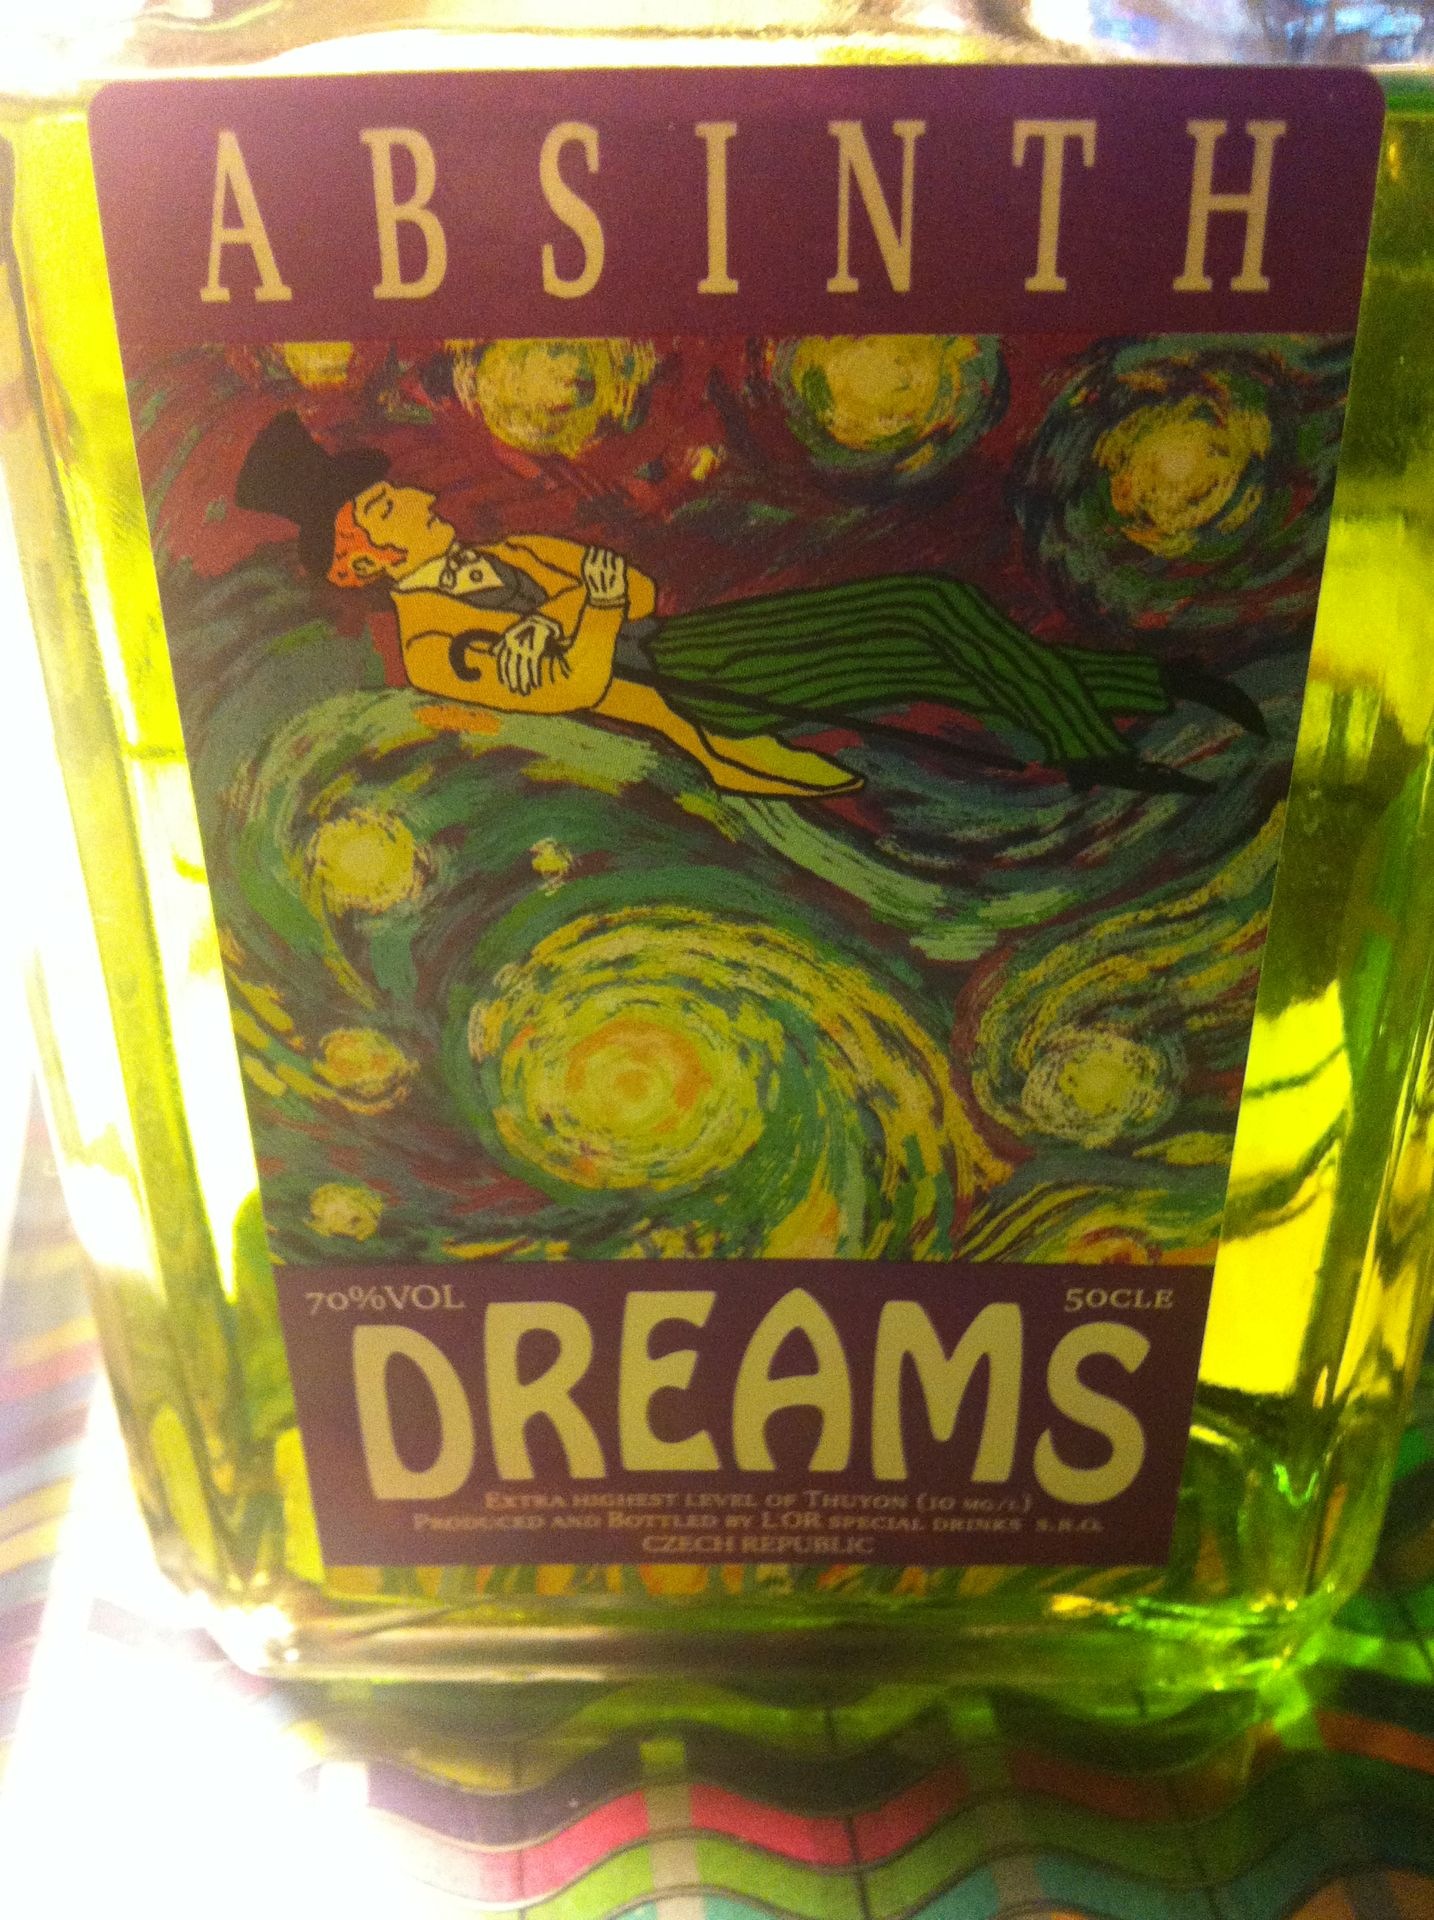 ABSINTH
70%VOL
50CLE
DREAMS
EXTRA HIGHEST LEVEL OF THUYON (10 MG/L)
PRODUCED AND BOTTLED BY L'OR SPECIAL DRINKS S.R.O.
CZECH REPUBLIC